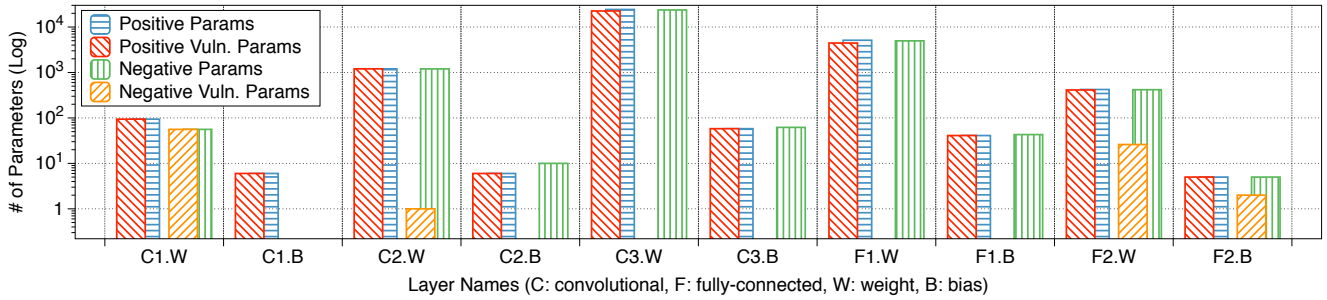 # of Parameters (Log)
10^4
10^3
10^2
10^1
1
Positive Params
Positive Vuln. Params
Negative Params
Negative Vuln. Params
C1.W C1.B C2.W C2.B C3.W C3.B F1.W F1.B F2.W F2.B
Layer Names (C: convolutional, F: fully-connected, W: weight, B: bias)